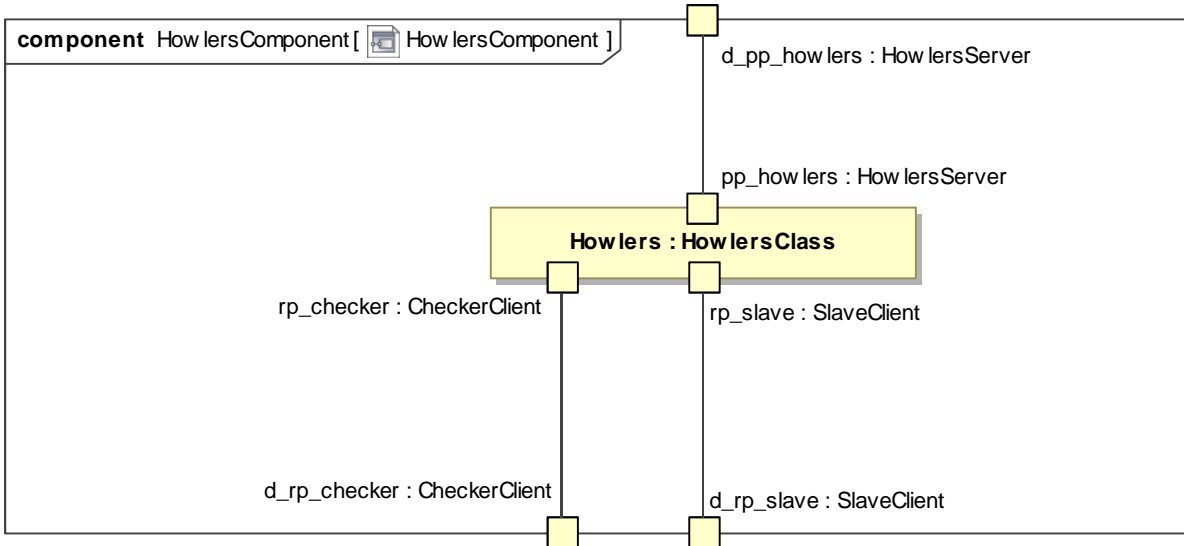 component HowlersComponent [ HowlersComponent ]
d_pp_howlers : HowlersServer
pp_howlers : HowlersServer
Howlers : HowlersClass
rp_checker : CheckerClient
rp_slave : SlaveClient
d_rp_checker : CheckerClient
d_rp_slave : SlaveClient